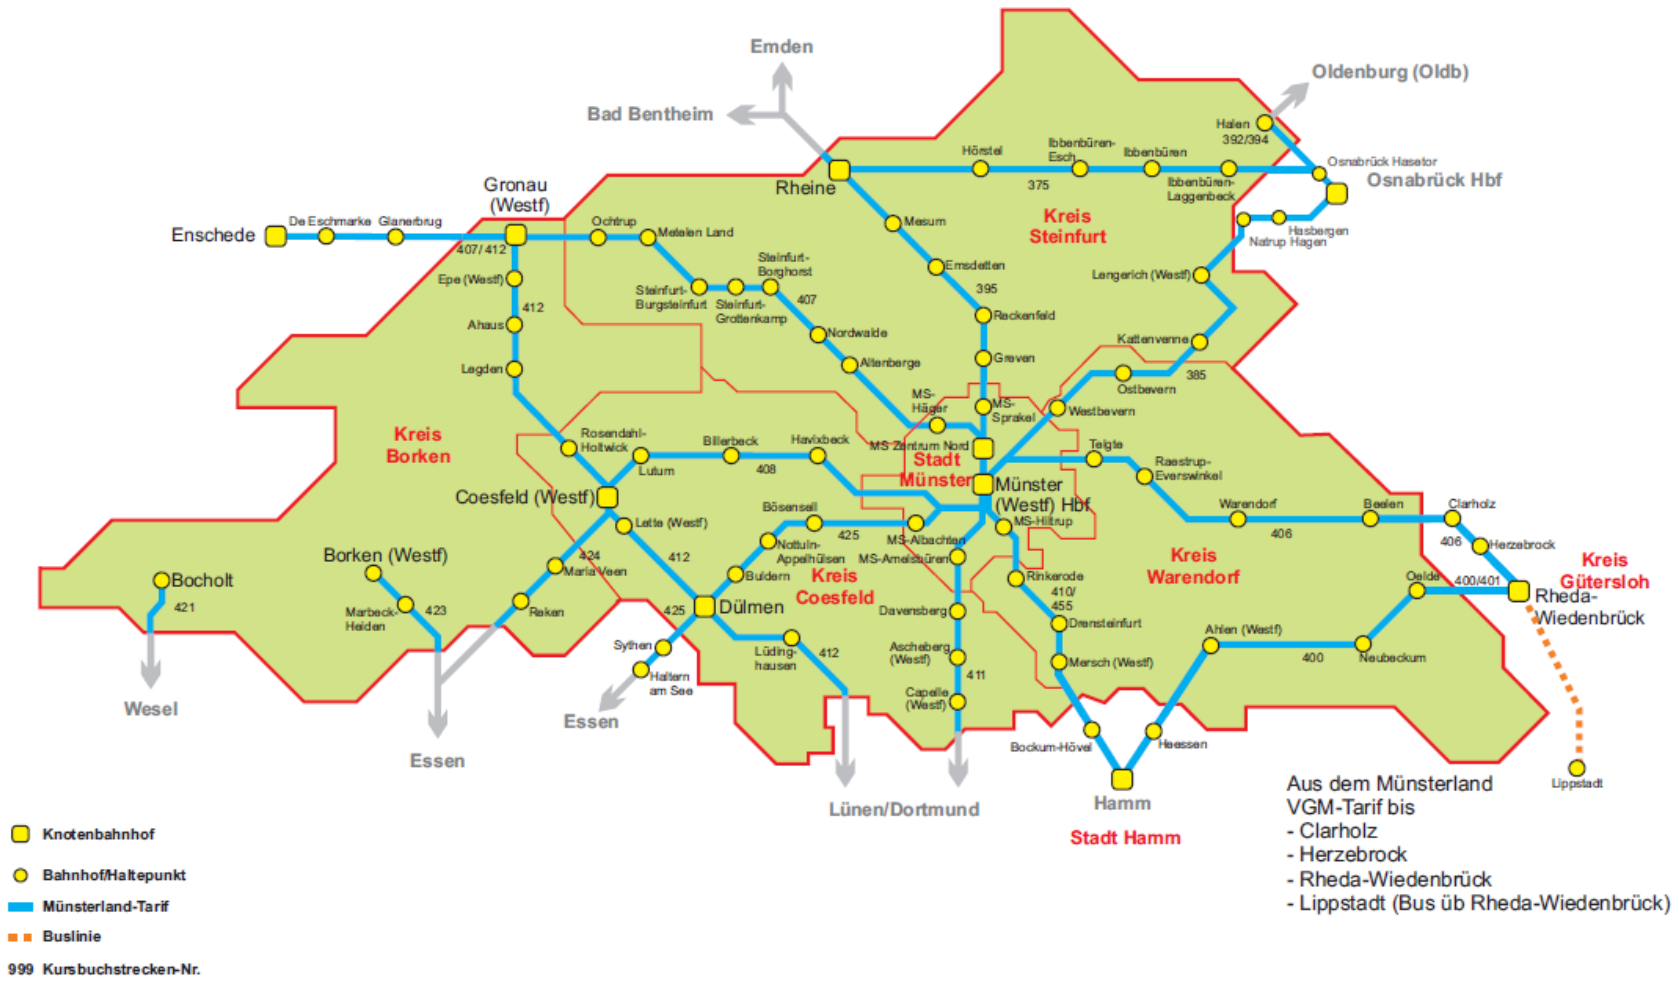 Emden
Oldenburg (Oldb)
Bad Bentheim
Halen
392/394
Hörstel
Ibbenbüren-
Esch
Ibbenbüren
Osnabrück Hasetor
Osnabrück Hbf
375
Ibbenbüren-
Laggenbeck
Rheine
Gronau
(Westf)
Kreis
Steinfurt
Enschede
De Eschmarke
Glanerbrug
Ochtrup
Metelen Land
Mesum
Hasbergen
Natrup Hagen
407/412
Epe (Westf)
Steinfurt-
Borghorst
Emsdetten
Lengerich (Westf)
Steinfurt-
Burgsteinfurt
Steinfurt-
Grottenkamp
407
395
412
Ahaus
Nordwalde
Reckenfeld
Kattenvenne
Legden
Altenberge
Greven
385
Ostbevern
MS-
Häger
MS-
Sprakel
Westbevern
Kreis
Borken
Rosendahl-
Holtwick
Billerbeck
Havixbeck
MS Zentrum Nord
Telgte
Lutum
408
Stadt
Münster
Raestrup-
Everswinkel
Coesfeld (Westf)
Münster
(Westf) Hbf
Bösensell
Warendorf
Beelen
Clarholz
Lette (Westf)
425
MS-Hiltrup
406
406
MS-Albachten
Nottuln-
Appelhülsen
MS-Amelsbüren
Herzebrock
Borken (Westf)
424
412
Maria Veen
Kreis
Warendorf
Kreis
Gütersloh
Bocholt
Buldern
Kreis
Coesfeld
Rinkerode
410/
455
Oelde
400/401
Rheda-
Wiedenbrück
421
Marbeck-
Heiden
423
Reken
425
Dülmen
Davensberg
Drensteinfurt
Ahlen (Westf)
Sythen
Lüding-
hausen
412
Ascheberg
(Westf)
Mersch (Westf)
400
Neubeckum
Haltern
am See
411
Capelle
(Westf)
Wesel
Essen
Essen
Bockum-Hövel
Heessen
Lippstadt
Lünen/Dortmund
Hamm
Stadt Hamm
Aus dem Münsterland
VGM-Tarif bis
- Clarholz
- Herzebrock
- Rheda-Wiedenbrück
- Lippstadt (Bus üb Rheda-Wiedenbrück)
Knotenbahnhof
Bahnhof/Haltepunkt
Münsterland-Tarif
Buslinie
999 Kursbuchstrecken-Nr.